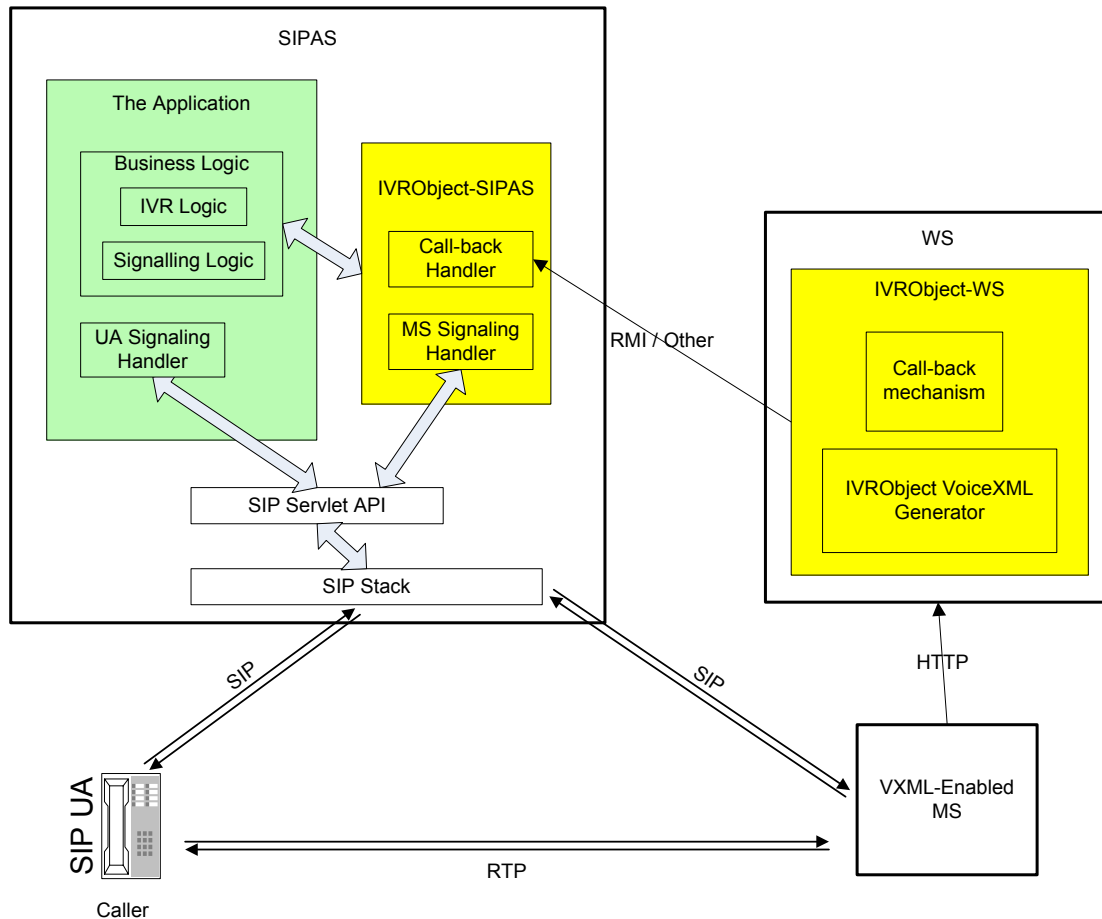 SIPAS
The Application
Business Logic
IVR Logic
Signalling Logic
UA Signaling
Handler
IVRObject-SIPAS
Call-back
Handler
MS Signaling
Handler
SIP Servlet API
SIP Stack
RMI / Other
WS
IVRObject-WS
Call-back
mechanism
IVRObject VoiceXML
Generator
HTTP
SIP
SIP
VXML-Enabled
MS
SIP UA
RTP
Caller